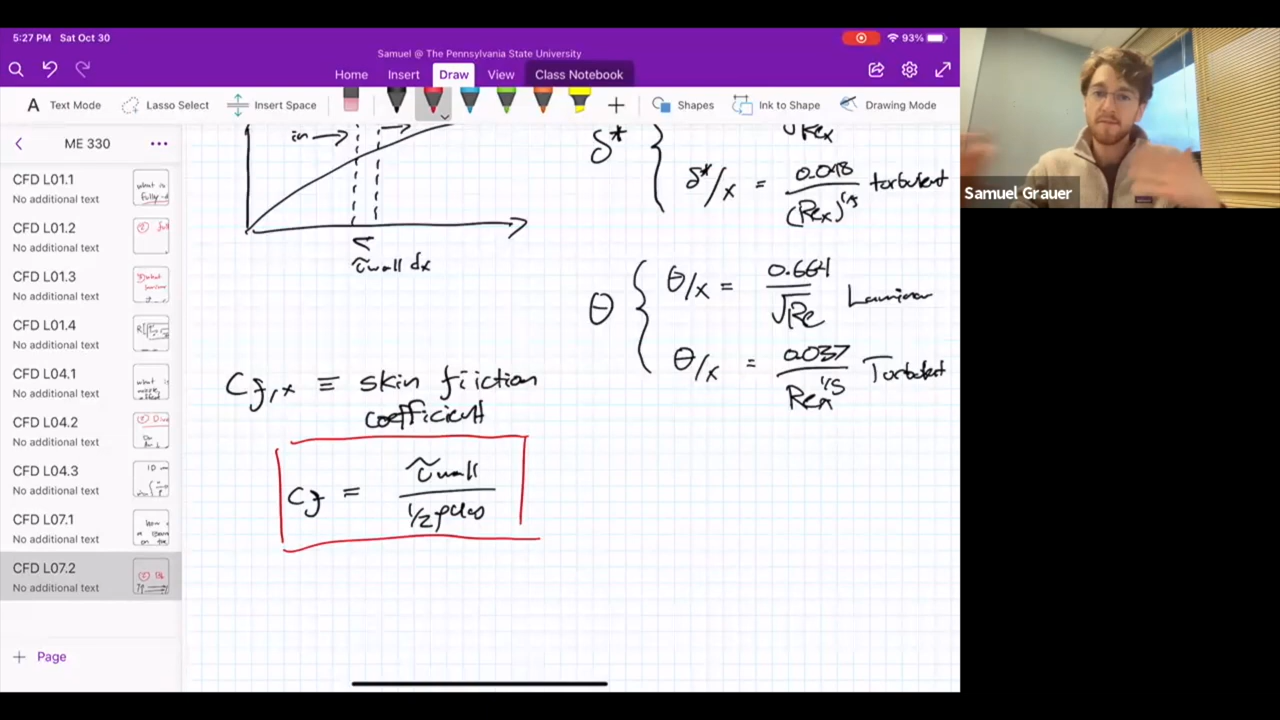 5:27 PM Sat Oct 30
93%
Samuel @ The Pennsylvania State University
Home Insert Draw View Class Notebook
A Text Mode Lasso Select Insert Space Shapes Ink to Shape Drawing Mode
ME 330
CFD L01.1
No additional text
CFD L01.2
No additional text
CFD L01.3
No additional text
CFD L01.4
No additional text
CFD L04.1
No additional text
CFD L04.2
No additional text
CFD L04.3
No additional text
CFD L07.1
No additional text
CFD L07.2
No additional text
+ Page
in →
τwall dx
Cf,x ≡ skin friction
coefficient
Cf = τwall
1/2 ρU∞
δ* {
√Rex
δ*/x = 0.048 turbulent
(Rex)^1/5
θ { θ/x = 0.664 Laminar
√Re
θ/x = 0.037 Turbulent
Rex^1/5
Samuel Grauer